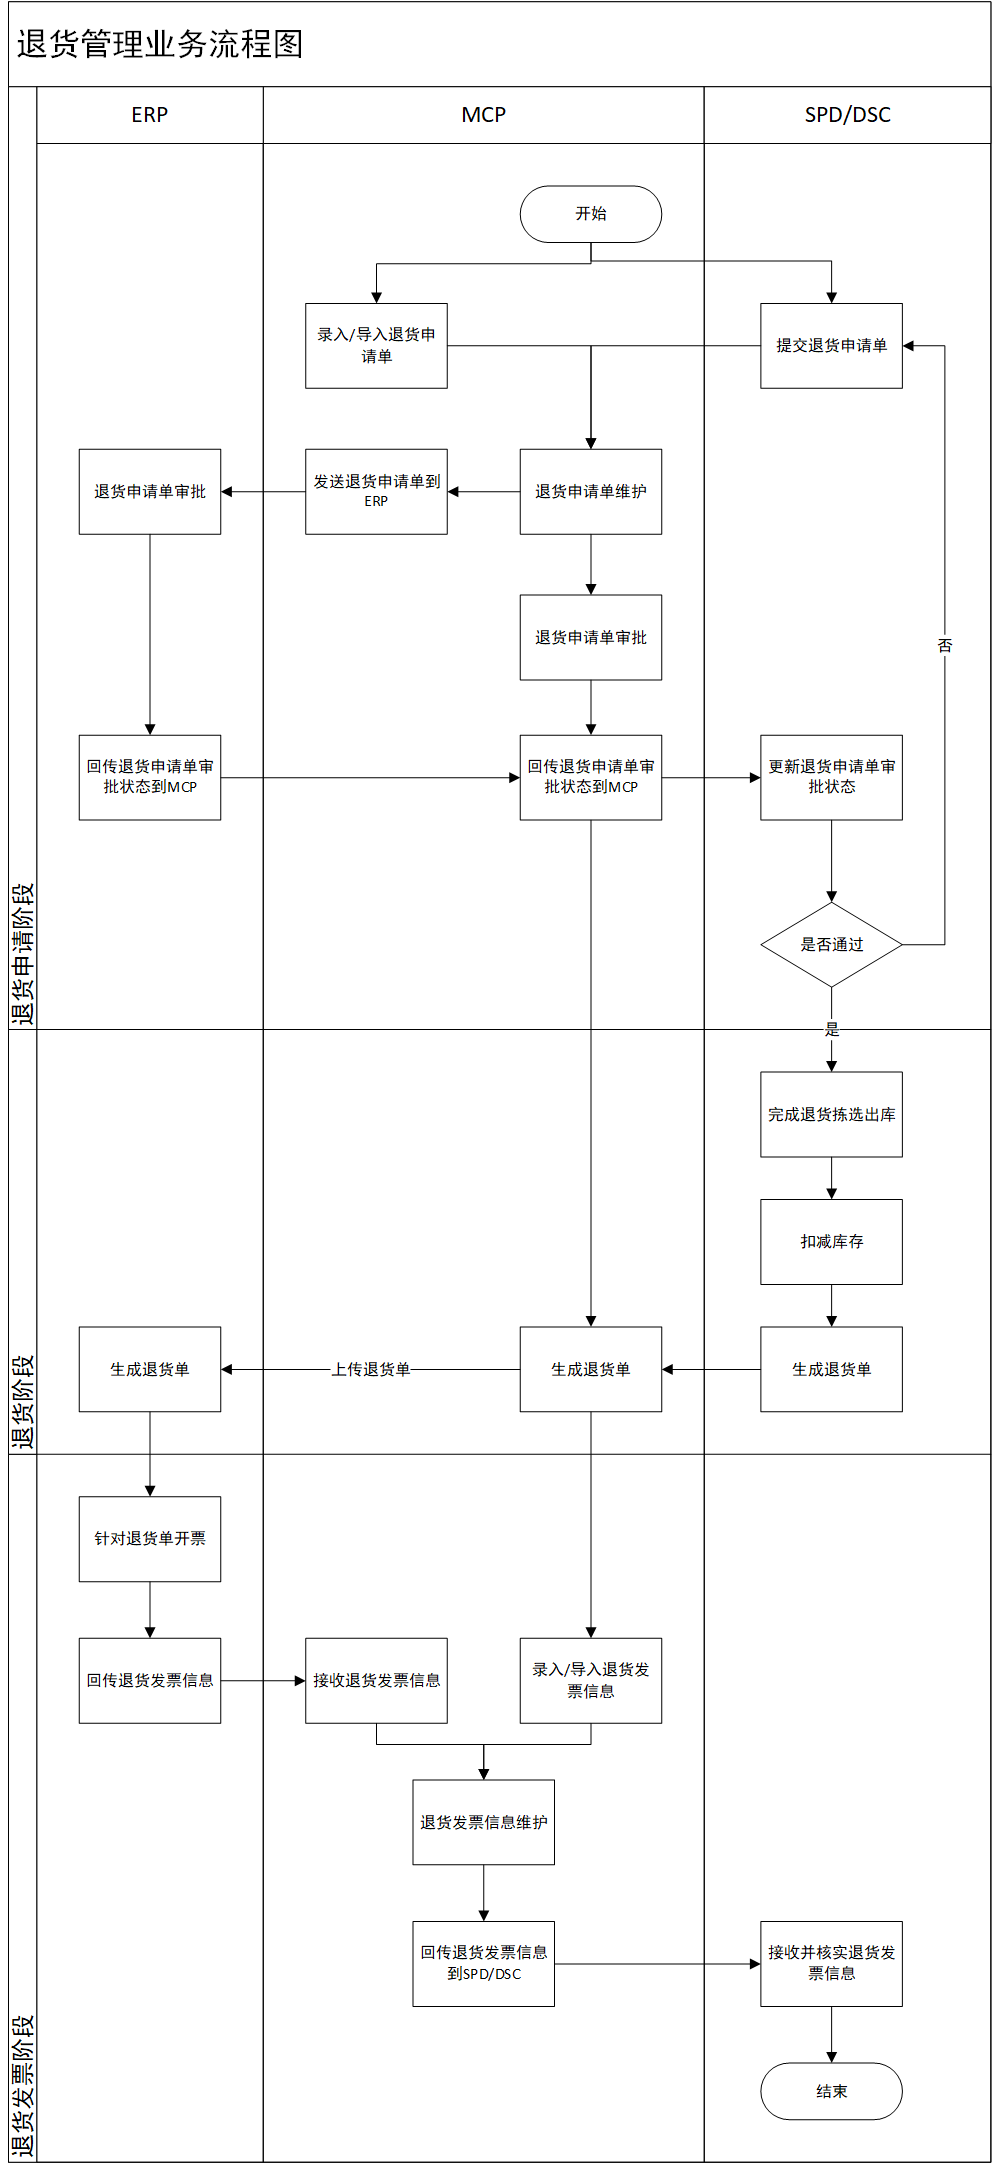 退货管理业务流程图
ERP
MCP
SPD/DSC
开始
录入/导入退货申
请单
提交退货申请单
退货申请单审批
发送退货申请单到
ERP
退货申请单维护
退货申请单审批
否
回传退货申请单审
批状态到MCP
回传退货申请单审
批状态到MCP
更新退货申请单审
批状态
是否通过
退货申请阶段
是
完成退货拣选出库
扣减库存
生成退货单
上传退货单
生成退货单
生成退货单
退货阶段
针对退货单开票
回传退货发票信息
接收退货发票信息
录入/导入退货发
票信息
退货发票信息维护
回传退货发票信息
到SPD/DSC
接收并核实退货发
票信息
结束
退货发票阶段